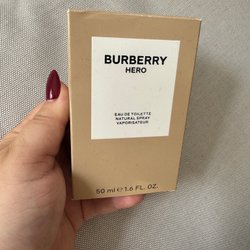 BURBERRY
HERO
EAU DE TOILETTE
NATURAL SPRAY
VAPORISATEUR
50 ml ℮ 1.6 FL. OZ.